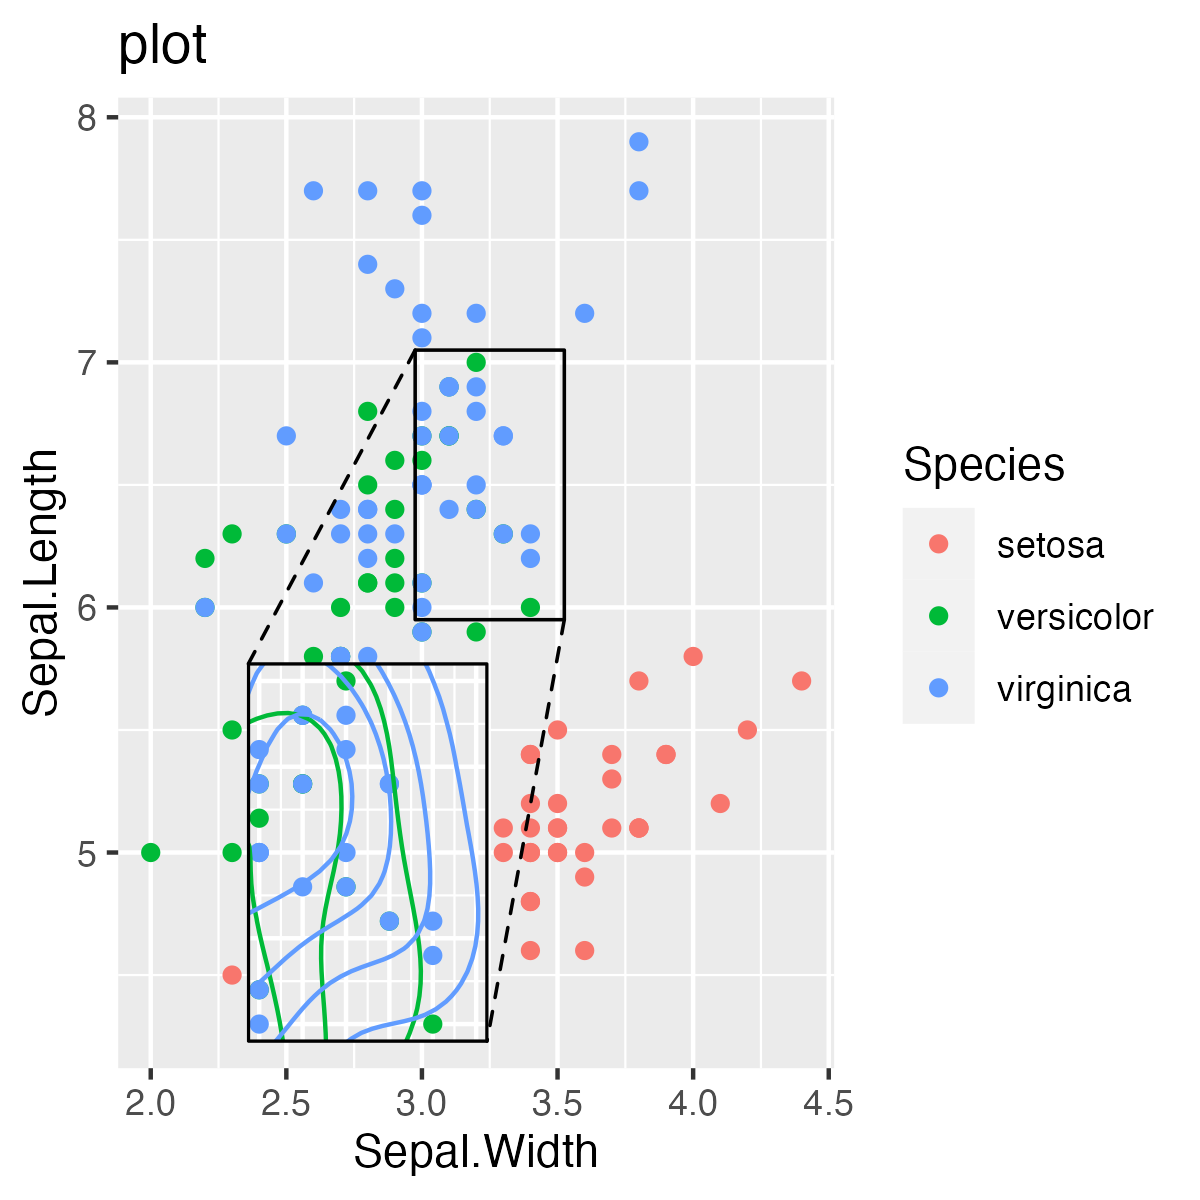 plot
8
7
6
5
Sepal.Length
2.0 2.5 3.0 3.5 4.0 4.5
Sepal.Width
Species
setosa
versicolor
virginica